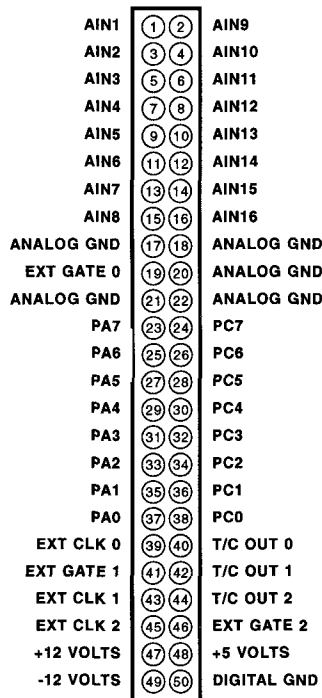 AIN1 1 2 AIN9
AIN2 3 4 AIN10
AIN3 5 6 AIN11
AIN4 7 8 AIN12
AIN5 9 10 AIN13
AIN6 11 12 AIN14
AIN7 13 14 AIN15
AIN8 15 16 AIN16
ANALOG GND 17 18 ANALOG GND
EXT GATE 0 19 20 ANALOG GND
ANALOG GND 21 22 ANALOG GND
PA7 23 24 PC7
PA6 25 26 PC6
PA5 27 28 PC5
PA4 29 30 PC4
PA3 31 32 PC3
PA2 33 34 PC2
PA1 35 36 PC1
PA0 37 38 PC0
EXT CLK 0 39 40 T/C OUT 0
EXT GATE 1 41 42 T/C OUT 1
EXT CLK 1 43 44 T/C OUT 2
EXT CLK 2 45 46 EXT GATE 2
+12 VOLTS 47 48 +5 VOLTS
-12 VOLTS 49 50 DIGITAL GND